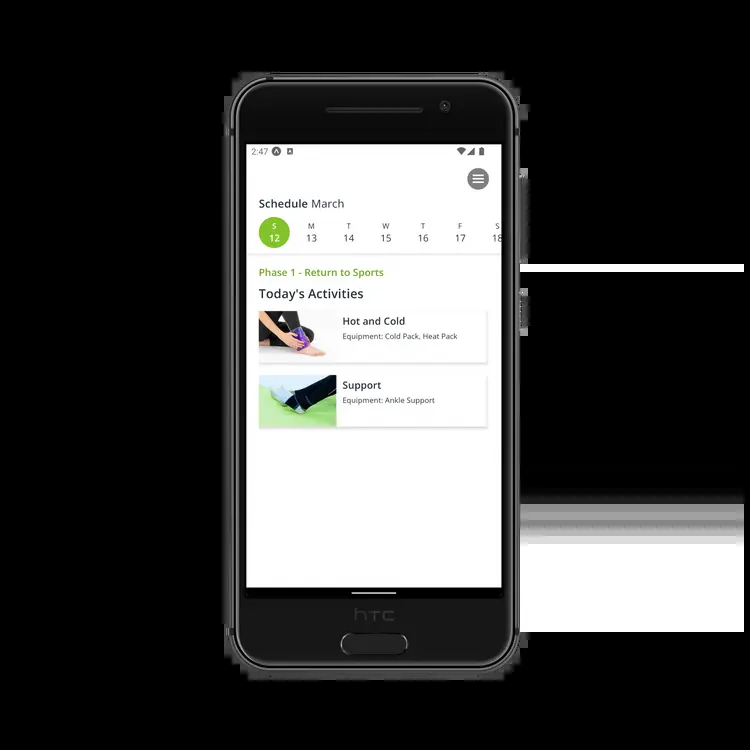 2:47
Schedule March
S M T W T F S
12 13 14 15 16 17 18
Phase 1 - Return to Sports
Today's Activities
Hot and Cold
Equipment: Cold Pack, Heat Pack
Support
Equipment: Ankle Support
hTC